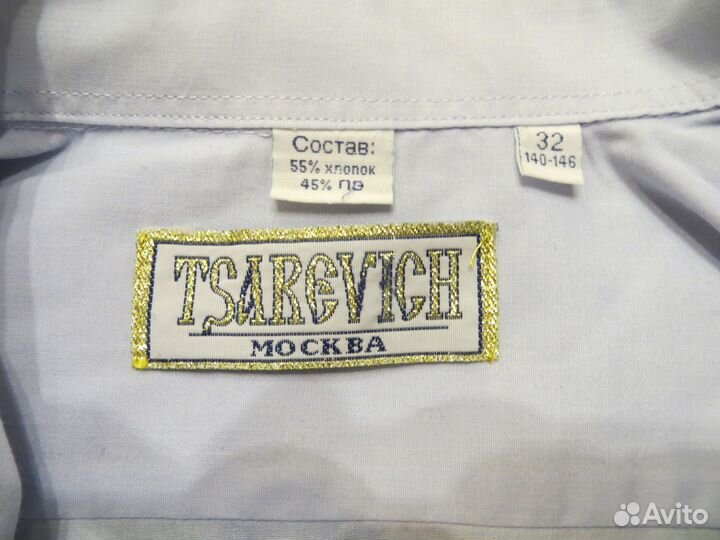 Состав:
55% хлопок
45% ПЭ
32
140-146
TSAREVICH
МОСКВА
Avito